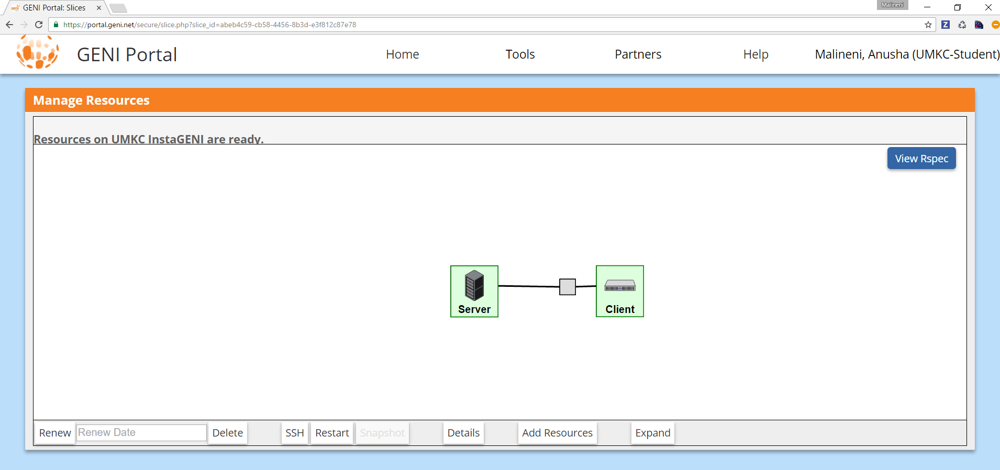 GENI Portal: Slices
Malineni
https://portal.geni.net/secure/slice.php?slice_id=abeb4c59-cb58-4456-8b3d-e3f812c87e78
Z
GENI Portal
Home
Tools
Partners
Help
Malineni, Anusha (UMKC-Student)
Manage Resources
Resources on UMKC InstaGENI are ready.
View Rspec
Server
Client
Renew
Renew Date
Delete
SSH
Restart
Snapshot
Details
Add Resources
Expand